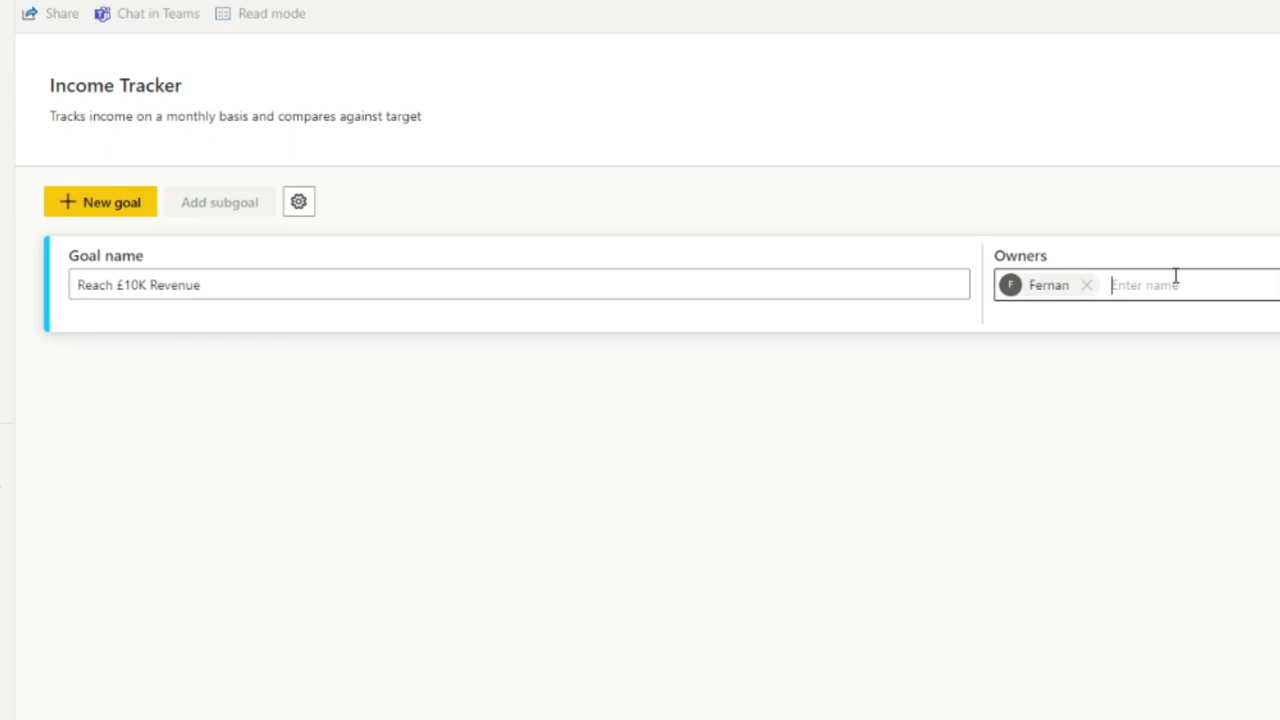 Share Chat in Teams Read mode
Income Tracker
Tracks income on a monthly basis and compares against target
New goal Add subgoal
Goal name Owners
Reach £10K Revenue F Fernan Enter name